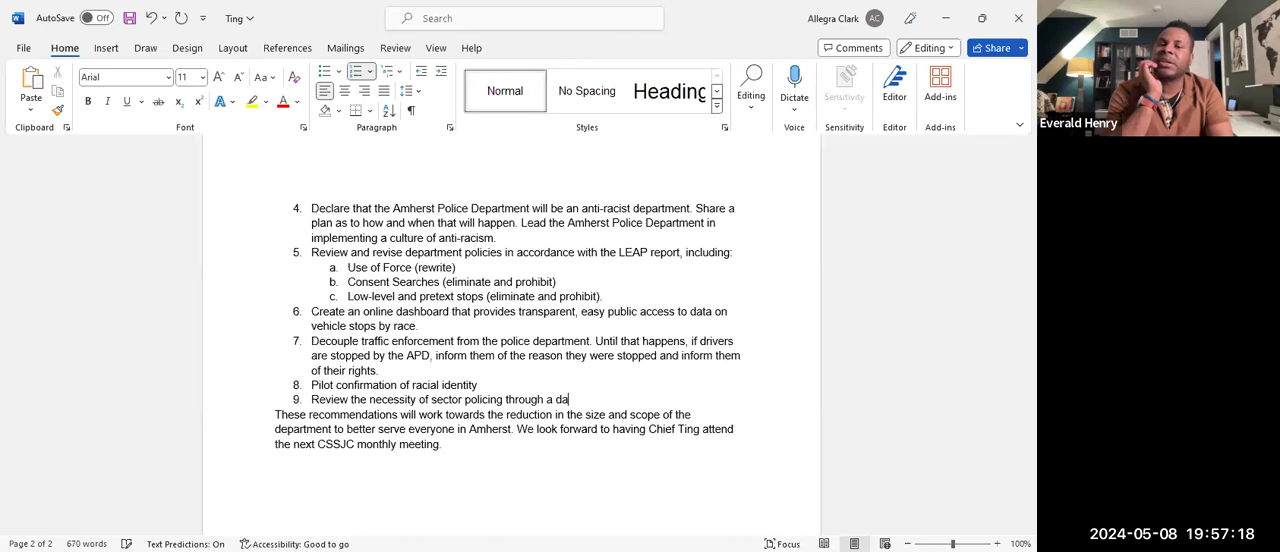 AutoSave Off Ting Search Allegra Clark AC
File Home Insert Draw Design Layout References Mailings Review View Help Comments Editing Share
Arial 11 Aa Normal No Spacing Heading
Paste Editing Dictate Sensitivity Editor Add-ins
Clipboard Font Paragraph Styles Voice Sensitivity Editor Add-ins
Everald Henry
4. Declare that the Amherst Police Department will be an anti-racist department. Share a
plan as to how and when that will happen. Lead the Amherst Police Department in
implementing a culture of anti-racism.
5. Review and revise department policies in accordance with the LEAP report, including:
a. Use of Force (rewrite)
b. Consent Searches (eliminate and prohibit)
c. Low-level and pretext stops (eliminate and prohibit).
6. Create an online dashboard that provides transparent, easy public access to data on
vehicle stops by race.
7. Decouple traffic enforcement from the police department. Until that happens, if drivers
are stopped by the APD, inform them of the reason they were stopped and inform them
of their rights.
8. Pilot confirmation of racial identity
9. Review the necessity of sector policing through a da
These recommendations will work towards the reduction in the size and scope of the
department to better serve everyone in Amherst. We look forward to having Chief Ting attend
the next CSSJC monthly meeting.
2024-05-08 19:57:18
Page 2 of 2 670 words Text Predictions: On Accessibility: Good to go Focus 100%